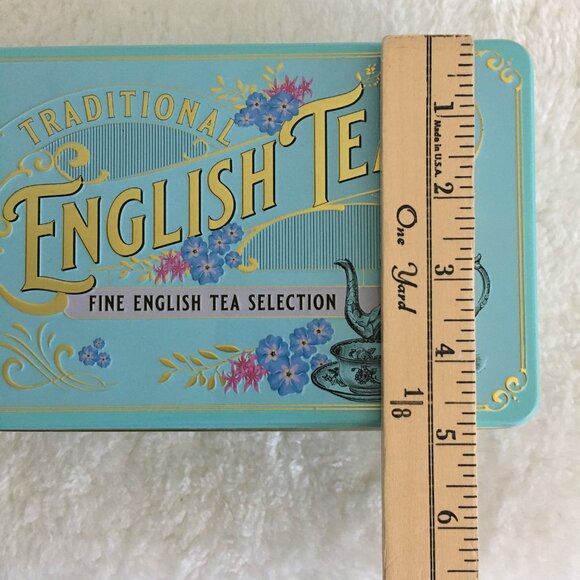 TRADITIONAL
ENGLISH TE
FINE ENGLISH TEA SELECTION
1
Made in U.S.A.
2
One Yard
3
4
1/8
5
6